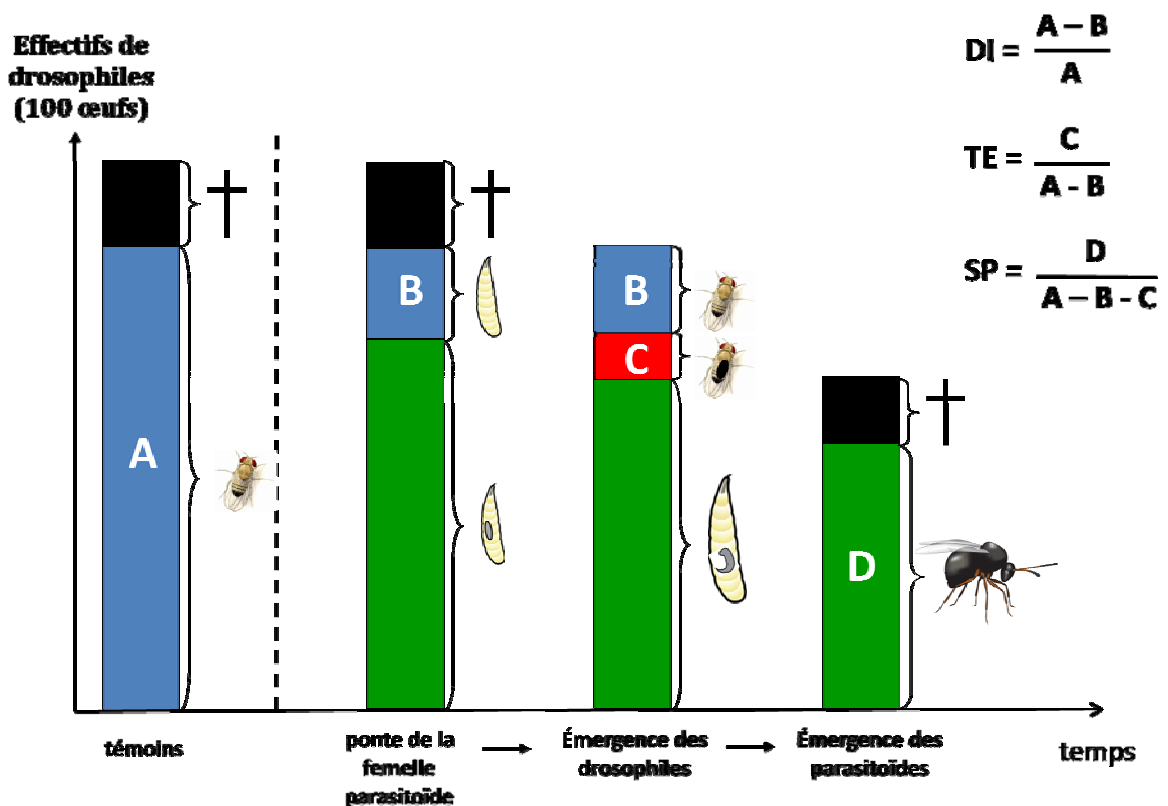 Effectifs de
drosophiles
(100 œufs)
DI = A – B
A
TE = C
A - B
SP = D
A – B - C
A
B
B
C
D
témoins
ponte de la
femelle
parasitoïde
Émergence des
drosophiles
Émergence des
parasitoïdes
temps